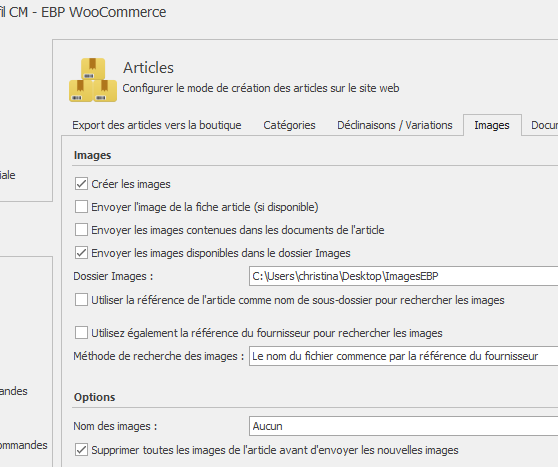 fil CM - EBP WooCommerce
Articles
Configurer le mode de création des articles sur le site web
Export des articles vers la boutique Catégories Déclinaisons / Variations Images Docu
Images
iale
Créer les images
Envoyer l'image de la fiche article (si disponible)
Envoyer les images contenues dans les documents de l'article
Envoyer les images disponibles dans le dossier Images
Dossier Images : C:\Users\christina\Desktop\ImagesEBP
Utiliser la référence de l'article comme nom de sous-dossier pour rechercher les images
Utilisez également la référence du fournisseur pour rechercher les images
Méthode de recherche des images : Le nom du fichier commence par la référence du fournisseur
andes
Options
Nom des images : Aucun
ommandes
Supprimer toutes les images de l'article avant d'envoyer les nouvelles images